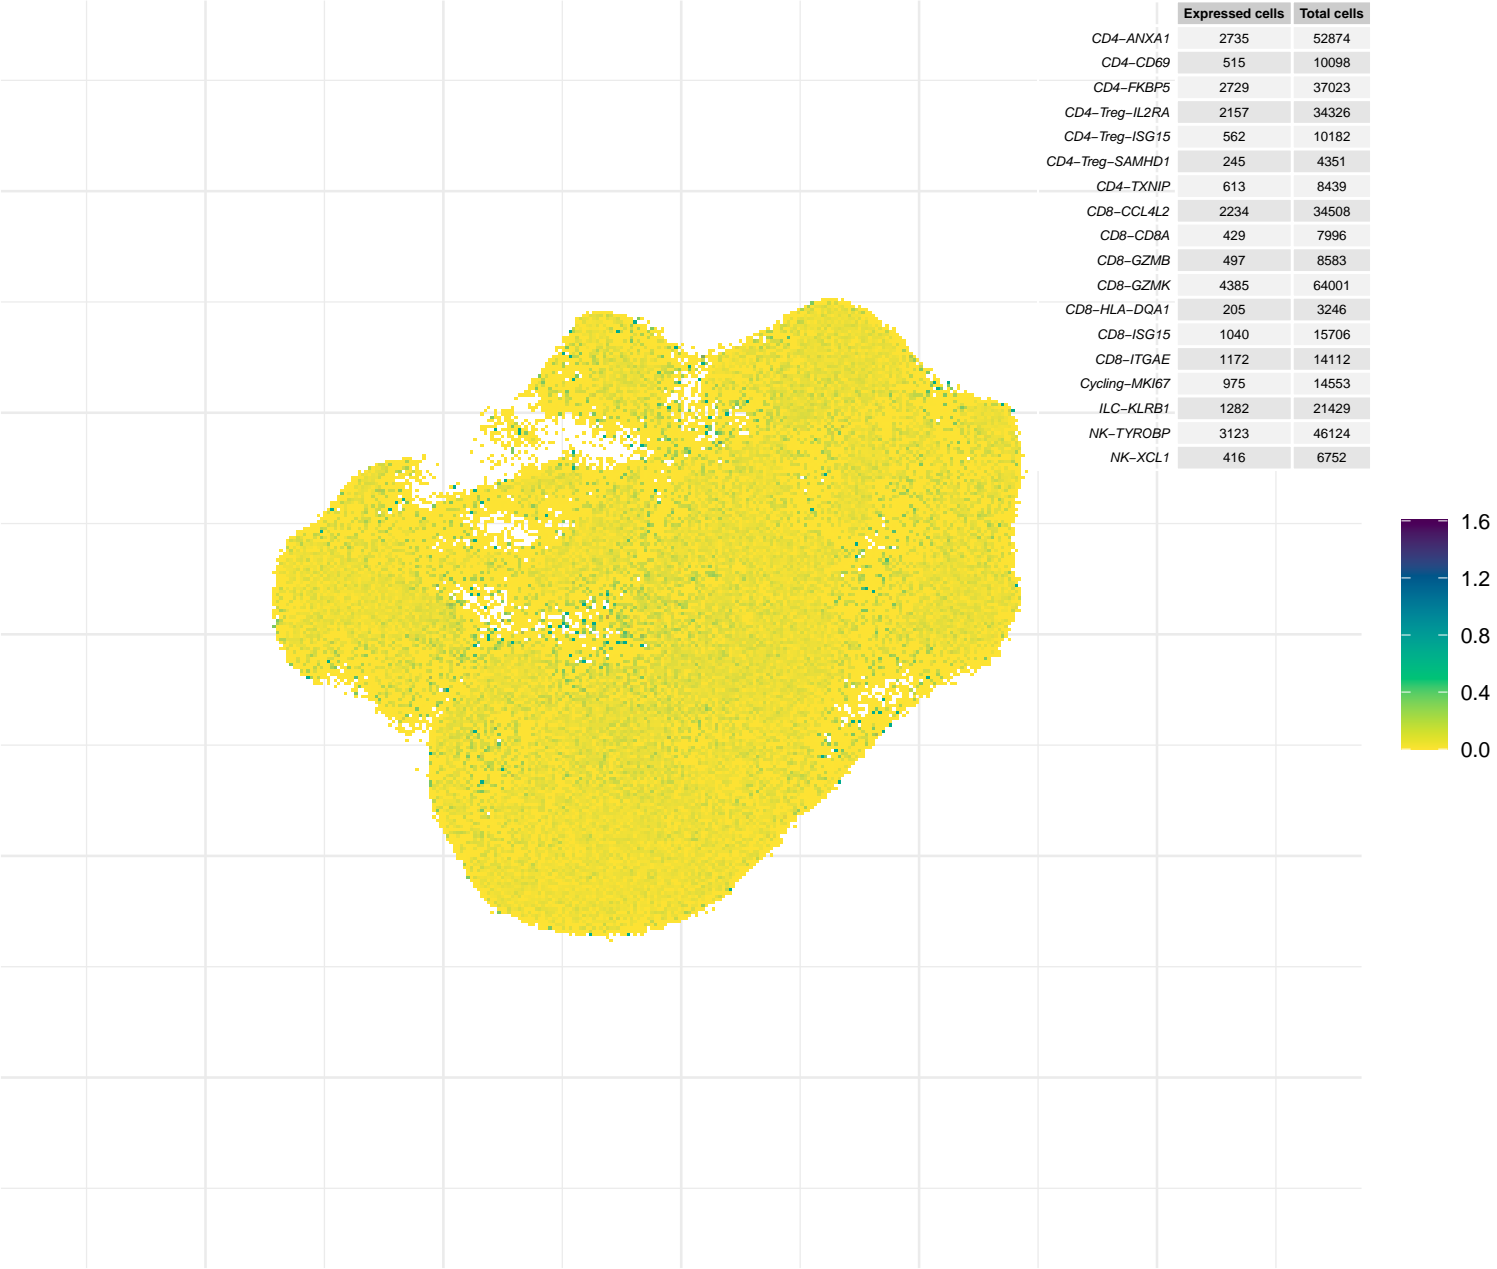 Expressed cells Total cells
CD4−ANXA1 2735 52874
CD4−CD69 515 10098
CD4−FKBP5 2729 37023
CD4−Treg−IL2RA 2157 34326
CD4−Treg−ISG15 562 10182
CD4−Treg−SAMHD1 245 4351
CD4−TXNIP 613 8439
CD8−CCL4L2 2234 34508
CD8−CD8A 429 7996
CD8−GZMB 497 8583
CD8−GZMK 4385 64001
CD8−HLA−DQA1 205 3246
CD8−ISG15 1040 15706
CD8−ITGAE 1172 14112
Cycling−MKI67 975 14553
ILC−KLRB1 1282 21429
NK−TYROBP 3123 46124
NK−XCL1 416 6752
1.6
1.2
0.8
0.4
0.0